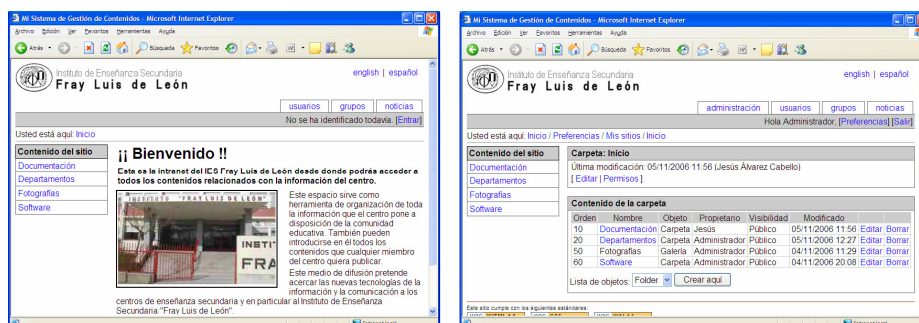 Mi Sistema de Gestión de Contenidos - Microsoft Internet Explorer
Archivo Edición Ver Favoritos Herramientas Ayuda
Atrás Búsqueda Favoritos
Instituto de Enseñanza Secundaria
Fray Luis de León
english | español
usuarios grupos noticias
No se ha identificado todavía. [Entrar]
Usted está aquí: Inicio
Contenido del sitio
Documentación
Departamentos
Fotografías
Software
¡¡ Bienvenido !!
Esta es la intranet del IES Fray Luis de León desde donde podrás acceder a
todos los contenidos relacionados con la información del centro.
INSTITUTO "FRAY LUIS DE LEON"
INSTI
FRA
Este espacio sirve como
herramienta de organización de toda
la información que el centro pone a
disposición de la comunidad
educativa. También pueden
introducirse en él todos los
contenidos que cualquier miembro
del centro quiera publicar.
Este medio de difusión pretende
acercar las nuevas tecnologías de la
información y la comunicación a los
centros de enseñanza secundaria y en particular al Instituto de Enseñanza
Secundaria "Fray Luis de León".
Mi Sistema de Gestión de Contenidos - Microsoft Internet Explorer
Archivo Edición Ver Favoritos Herramientas Ayuda
Atrás Búsqueda Favoritos
Instituto de Enseñanza Secundaria
Fray Luis de León
english | español
administración usuarios grupos noticias
Hola Administrador, [Preferencias] [Salir]
Usted está aquí: Inicio / Preferencias / Mis sitios / Inicio
Contenido del sitio
Documentación
Departamentos
Fotografías
Software
Carpeta: Inicio
Última modificación: 05/11/2006 11:56 (Jesús Álvarez Cabello)
[ Editar | Permisos ]
Contenido de la carpeta
Orden Nombre Objeto Propietario Visibilidad Modificado
10 Documentación Carpeta Jesús Público 05/11/2006 11:56 Editar Borrar
20 Departamentos Carpeta Administrador Público 05/11/2006 12:27 Editar Borrar
50 Fotografías Galería Administrador Público 04/11/2006 11:29 Editar Borrar
60 Software Carpeta Administrador Público 04/11/2006 20:08 Editar Borrar
Lista de objetos: Folder Crear aquí
Este sitio cumple con los siguientes estándares: